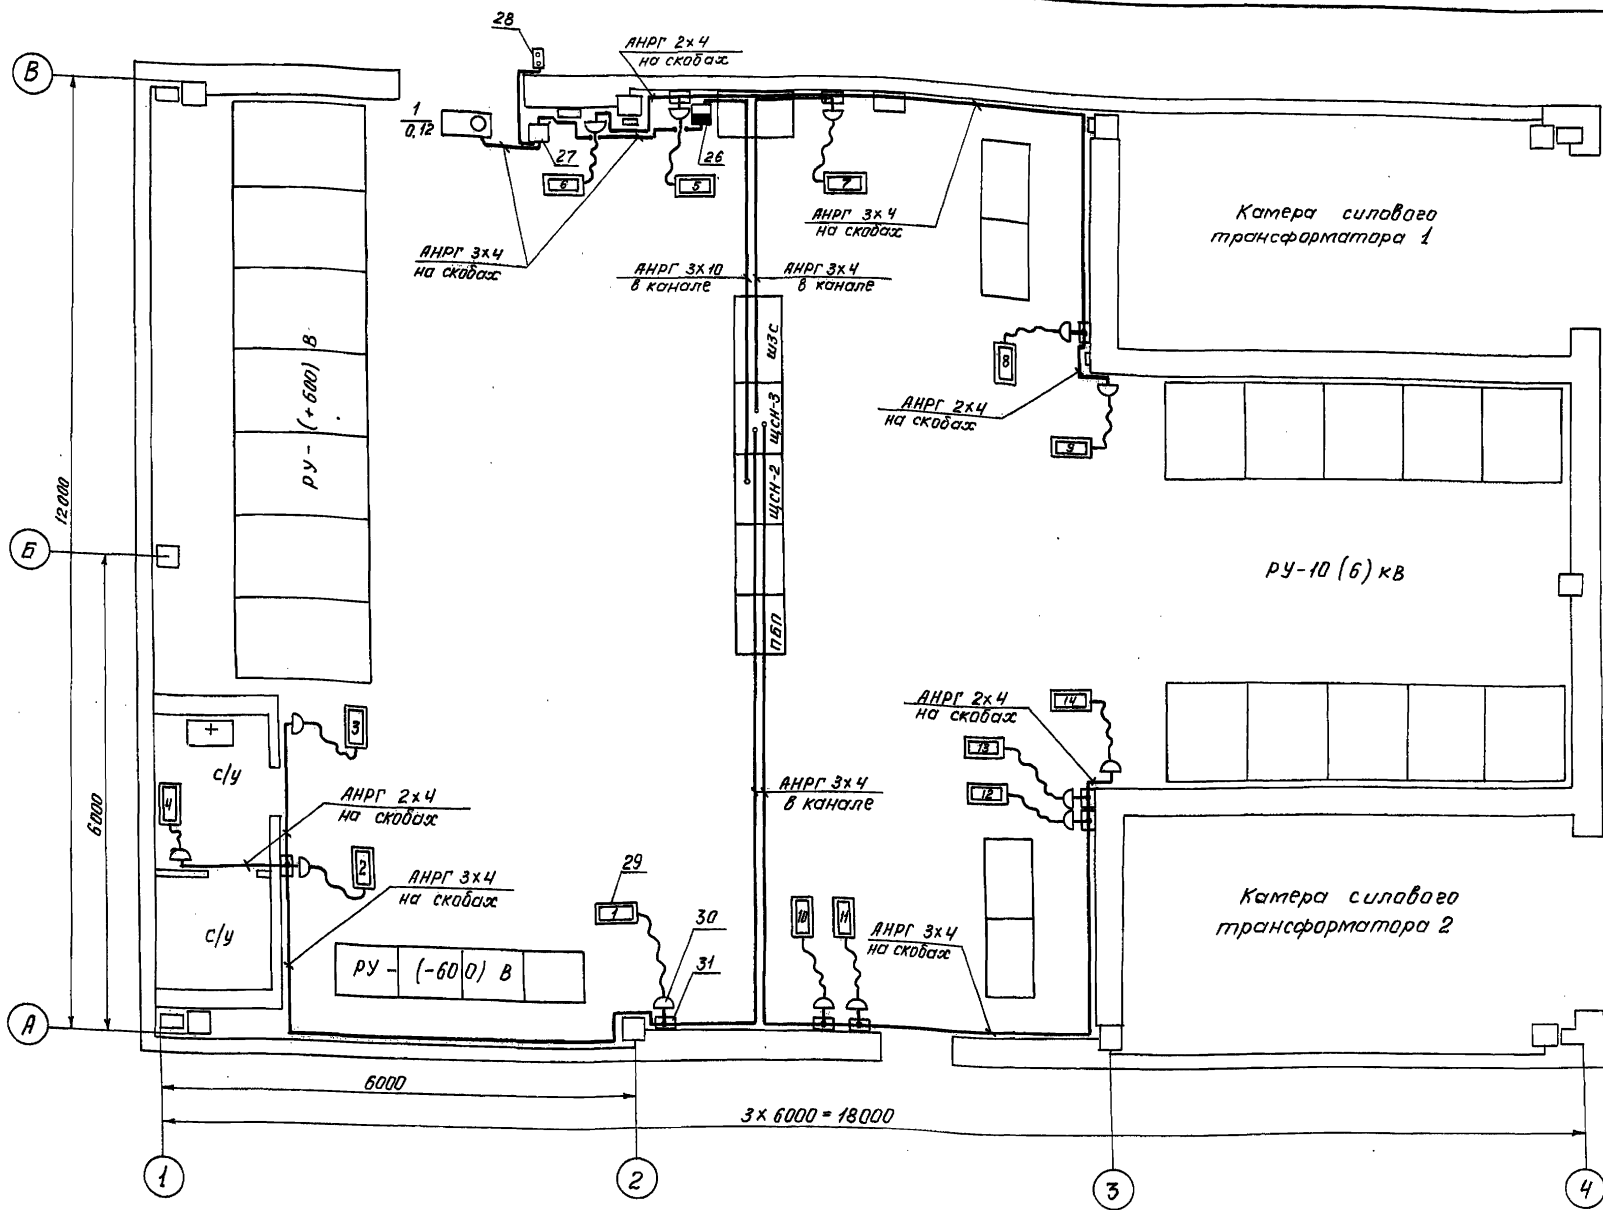 28
АНРГ 2×4
на скобах
В
1
0,12
27
26
6
5
7
АНРГ 3×4
на скобах
АНРГ 3×4
на скобах
Камера силового
трансформатора 1
АНРГ 3×10
в канале
АНРГ 3×4
в канале
РУ-(+600) В
ШЗС
ЩСН-3
ЩСН-2
ПБП
8
АНРГ 2×4
на скобах
9
12000
Б
РУ-10 (6) кВ
6000
3
с/у
4
АНРГ 2×4
на скобах
2
АНРГ 3×4
на скобах
с/у
АНРГ 3×4
в канале
АНРГ 2×4
на скобах
14
13
12
29
1
30
31
РУ-(-600) В
10
11
АНРГ 3×4
на скобах
Камера силового
трансформатора 2
А
6000
3×6000=18000
1
2
3
4